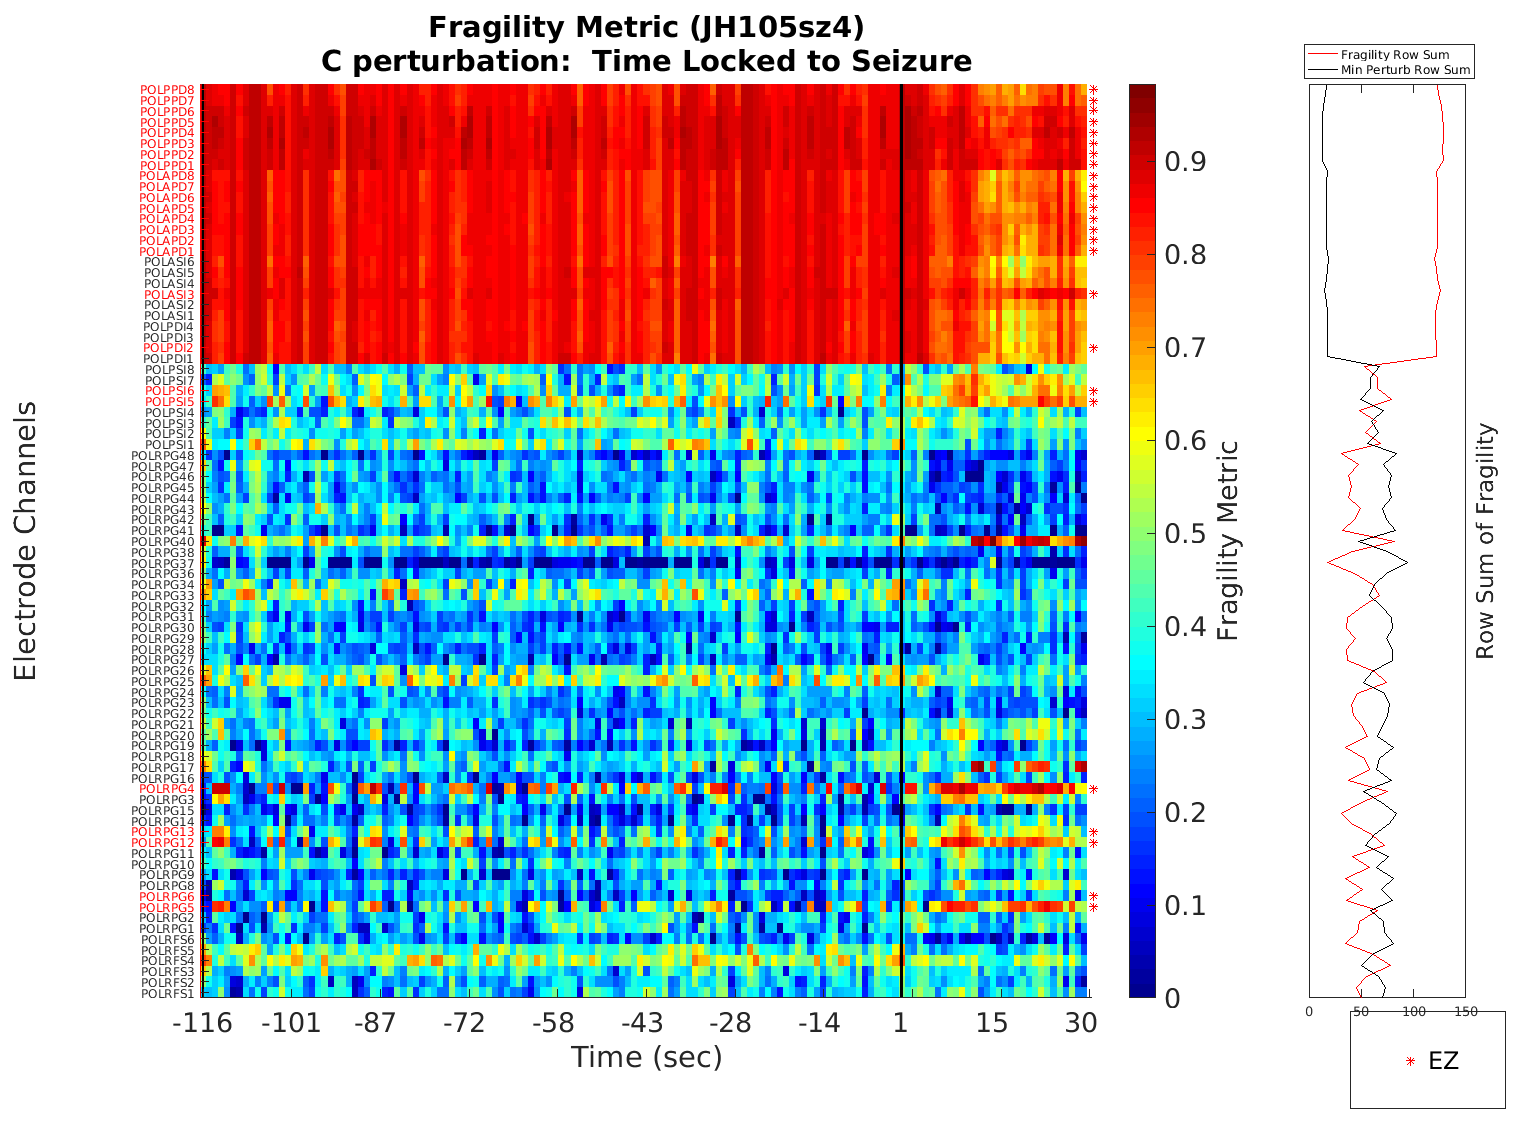 Fragility Metric (JH105sz4)
C perturbation:  Time Locked to Seizure
Fragility Row Sum
Min Perturb Row Sum
Electrode Channels
POLPPD8
POLPPD7
POLPPD6
POLPPD5
POLPPD4
POLPPD3
POLPPD2
POLPPD1
POLAPD8
POLAPD7
POLAPD6
POLAPD5
POLAPD4
POLAPD3
POLAPD2
POLAPD1
POLASI6
POLASI5
POLASI4
POLASI3
POLASI2
POLASI1
POLPDI4
POLPDI3
POLPDI2
POLPDI1
POLPSI8
POLPSI7
POLPSI6
POLPSI5
POLPSI4
POLPSI3
POLPSI2
POLPSI1
POLRPG48
POLRPG47
POLRPG46
POLRPG45
POLRPG44
POLRPG43
POLRPG42
POLRPG41
POLRPG40
POLRPG38
POLRPG37
POLRPG36
POLRPG34
POLRPG33
POLRPG32
POLRPG31
POLRPG30
POLRPG29
POLRPG28
POLRPG27
POLRPG26
POLRPG25
POLRPG24
POLRPG23
POLRPG22
POLRPG21
POLRPG20
POLRPG19
POLRPG18
POLRPG17
POLRPG16
POLRPG4
POLRPG3
POLRPG15
POLRPG14
POLRPG13
POLRPG12
POLRPG11
POLRPG10
POLRPG9
POLRPG8
POLRPG6
POLRPG5
POLRPG2
POLRPG1
POLRFS6
POLRFS5
POLRFS4
POLRFS3
POLRFS2
POLRFS1
-116 -101 -87 -72 -58 -43 -28 -14 1 15 30
Time (sec)
0.9
0.8
0.7
0.6
0.5
0.4
0.3
0.2
0.1
0
Fragility Metric
0 50 100 150
Row Sum of Fragility
EZ